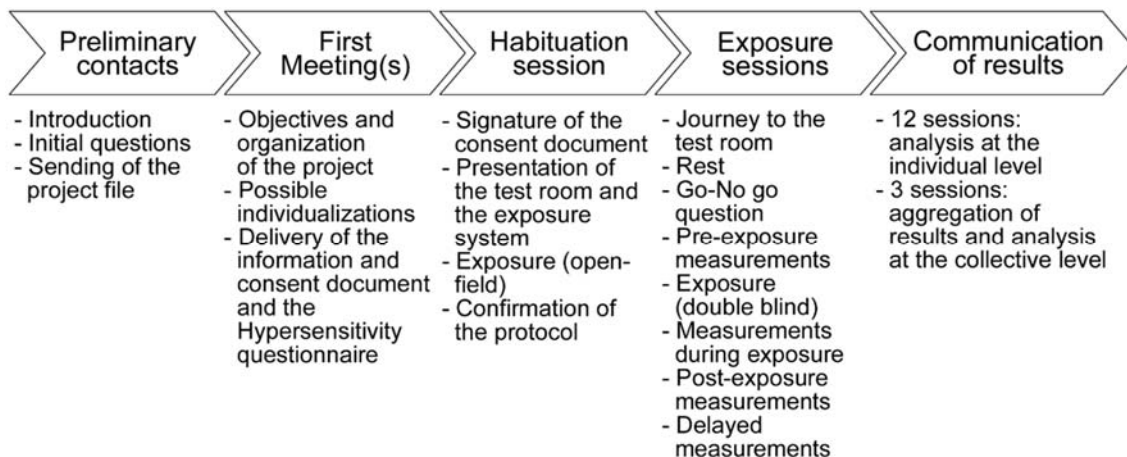 Preliminary
contacts
First
Meeting(s)
Habituation
session
Exposure
sessions
Communication
of results
- Introduction
- Initial questions
- Sending of the
project file
- Objectives and
organization
of the project
- Possible
individualizations
- Delivery of the
information and
consent document
and the
Hypersensitivity
questionnaire
- Signature of the
consent document
- Presentation of
the test room and
the exposure
system
- Exposure (open-
field)
- Confirmation of
the protocol
- Journey to the
test room
- Rest
- Go-No go
question
- Pre-exposure
measurements
- Exposure
(double blind)
- Measurements
during exposure
- Post-exposure
measurements
- Delayed
measurements
- 12 sessions:
analysis at the
individual level
- 3 sessions:
aggregation of
results and analysis
at the collective level